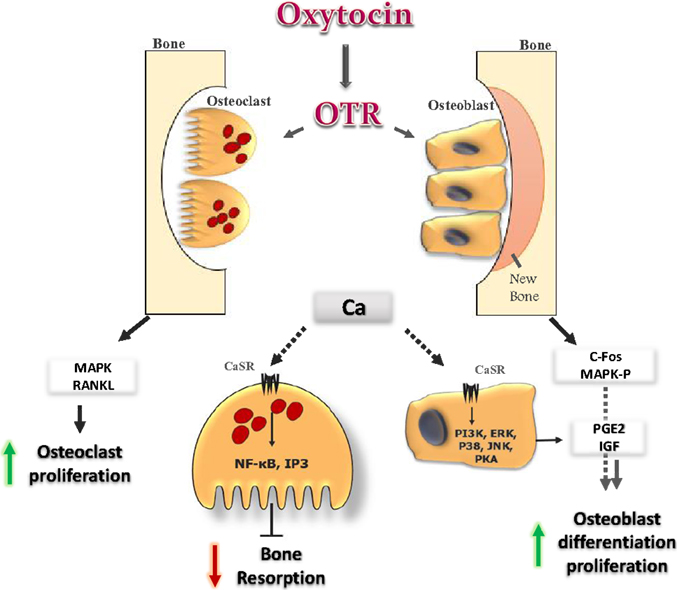 Oxytocin
Bone
Bone
Osteoclast
OTR
Osteoblast
New
Bone
Ca
MAPK
RANKL
CaSR
CaSR
C-Fos
MAPK-P
Osteoclast
proliferation
NF-κB, IP3
PI3K, ERK,
P38, JNK,
PKA
PGE2
IGF
Bone
Resorption
Osteoblast
differentiation
proliferation